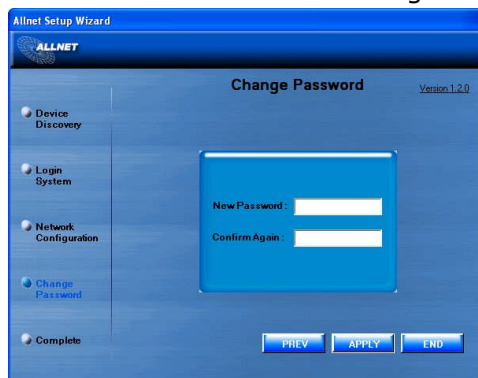 Allnet Setup Wizard
ALLNET
Change Password
Version 1.2.0
Device
Discovery
Login
System
Network
Configuration
Change
Password
Complete
New Password :
Confirm Again :
PREV
APPLY
END